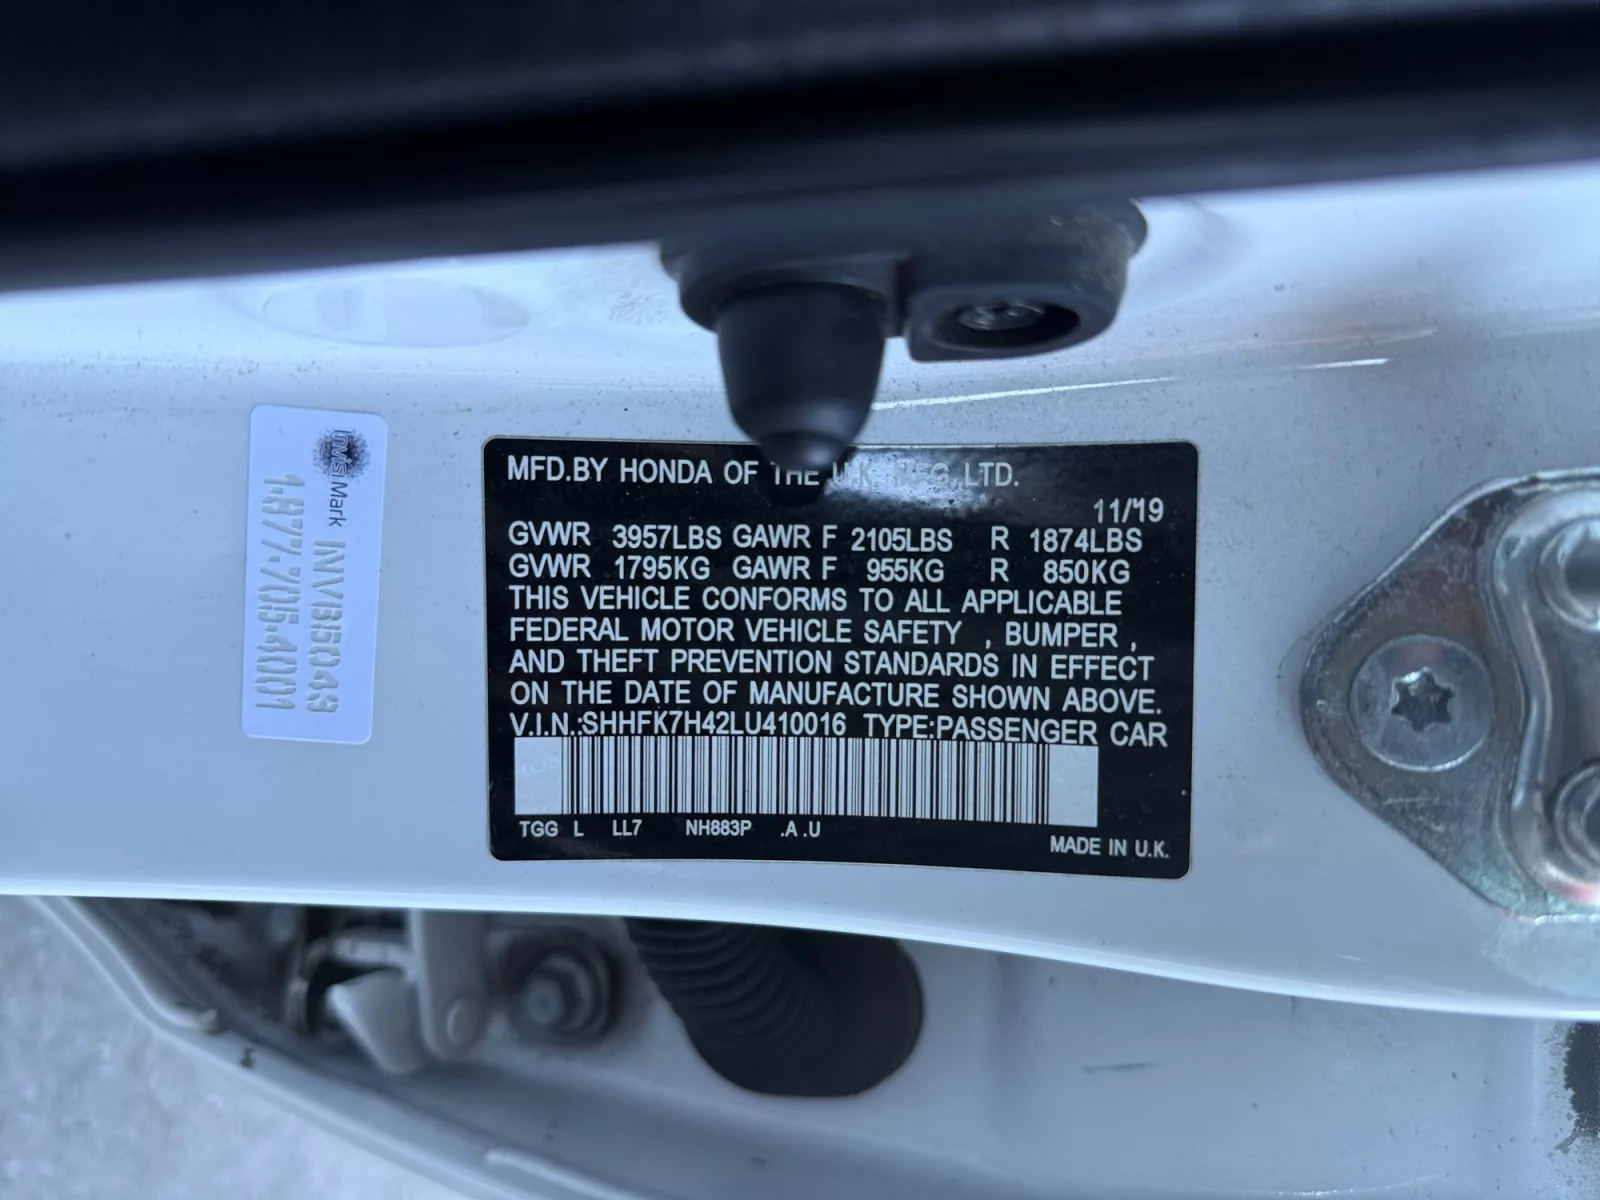 InvisiMark INV35043
1.877.705.4001
MFD.BY HONDA OF THE U.K. MFG.,LTD.
11/19
GVWR 3957LBS GAWR F 2105LBS R 1874LBS
GVWR 1795KG GAWR F 955KG R 850KG
THIS VEHICLE CONFORMS TO ALL APPLICABLE
FEDERAL MOTOR VEHICLE SAFETY , BUMPER ,
AND THEFT PREVENTION STANDARDS IN EFFECT
ON THE DATE OF MANUFACTURE SHOWN ABOVE.
V.I.N.:SHHFK7H42LU410016 TYPE:PASSENGER CAR
TGG L LL7 NH883P .A .U
MADE IN U.K.